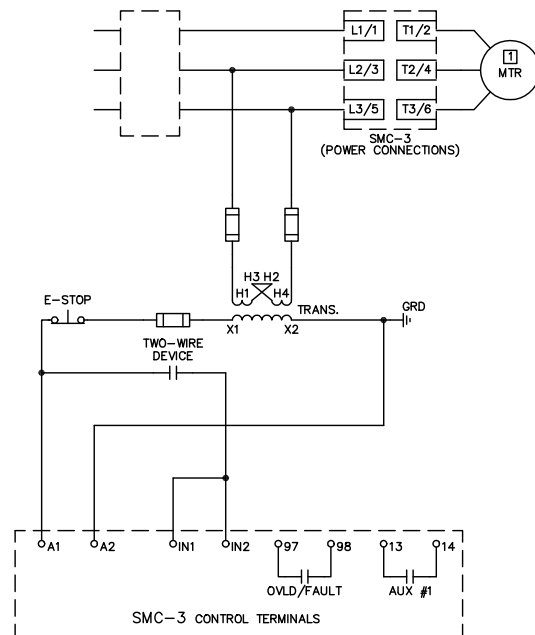 L1/1 T1/2
1
MTR
L2/3 T2/4
L3/5 T3/6
SMC-3
(POWER CONNECTIONS)
H3 H2
H1 H4
E-STOP
TRANS.
GRD
X1 X2
TWO-WIRE
DEVICE
A1 A2 IN1 IN2 97 98 13 14
OVLD/FAULT AUX #1
SMC-3 CONTROL TERMINALS